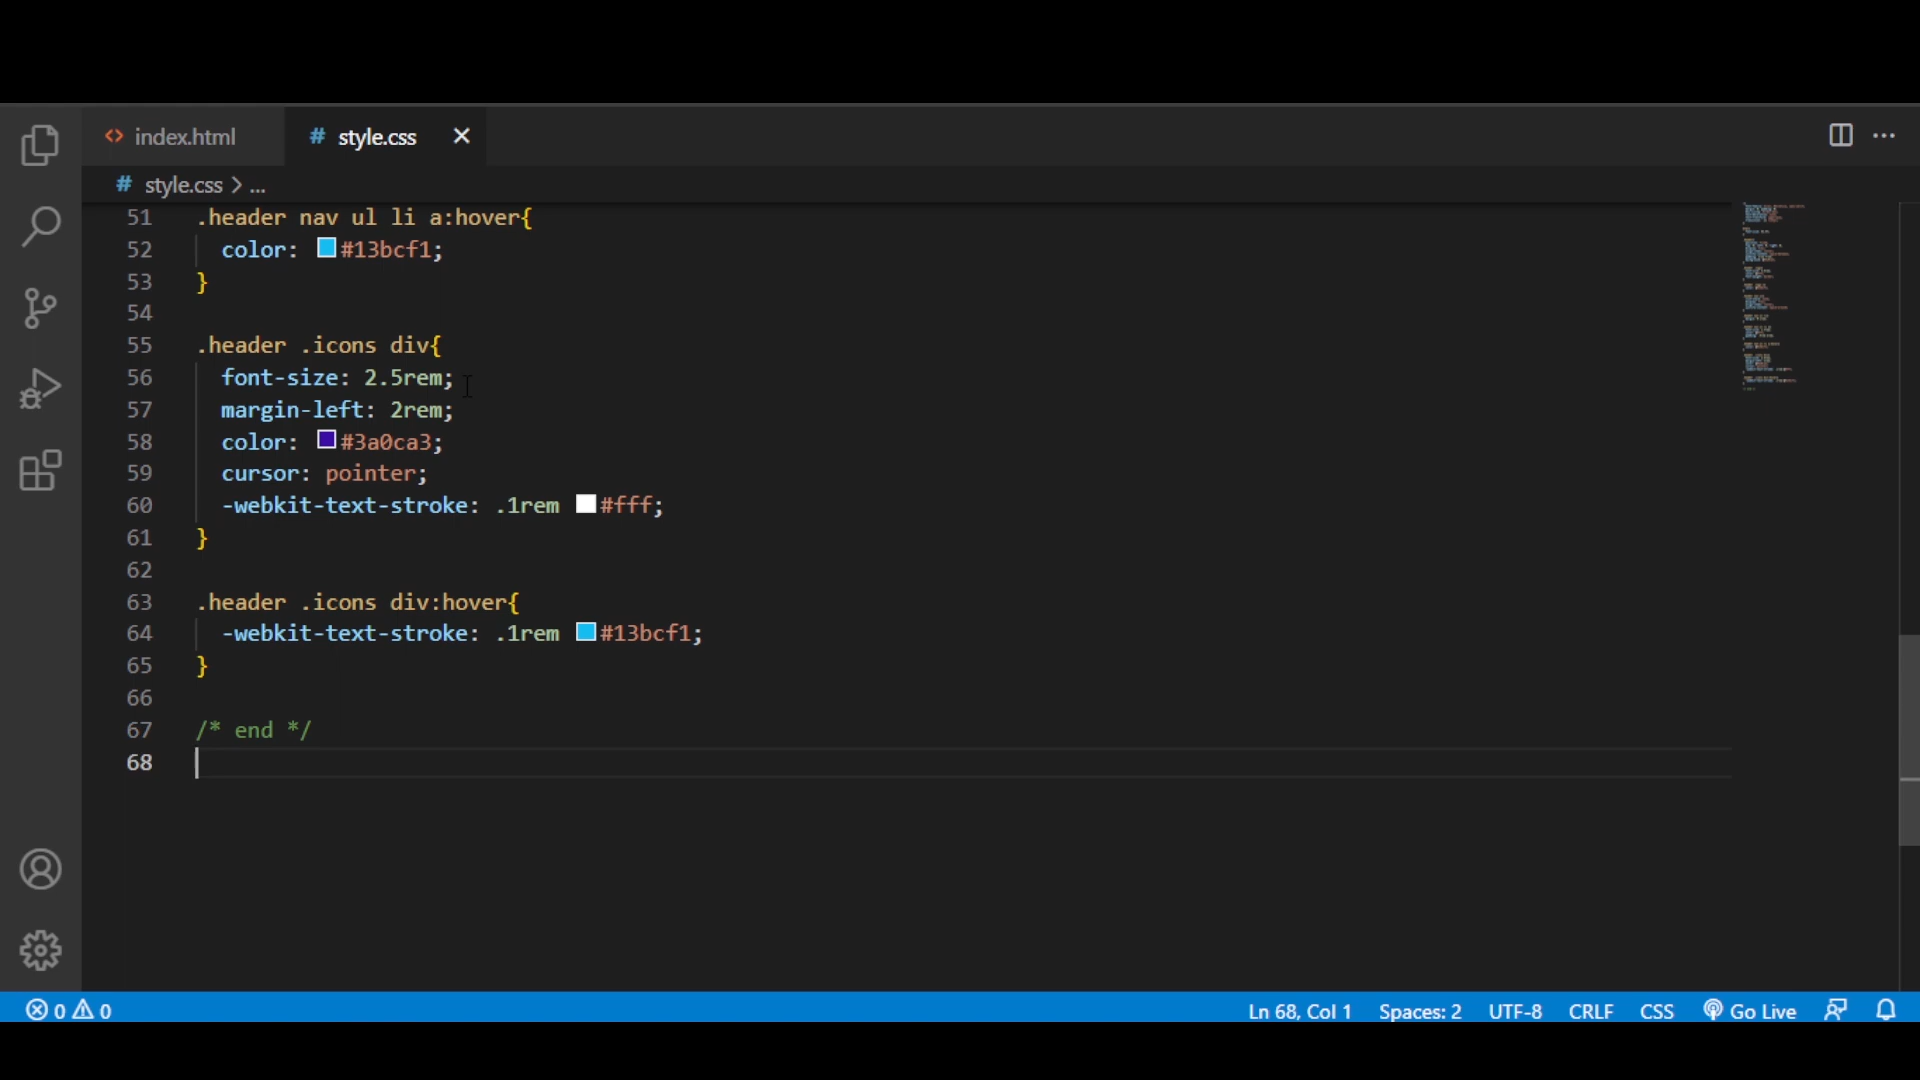 <> index.html # style.css ✕ ···
# style.css > ...
51 .header nav ul li a:hover{
52 color: #13bcf1;
53 }
54
55 .header .icons div{
56 font-size: 2.5rem;
57 margin-left: 2rem;
58 color: #3a0ca3;
59 cursor: pointer;
60 -webkit-text-stroke: .1rem #fff;
61 }
62
63 .header .icons div:hover{
64 -webkit-text-stroke: .1rem #13bcf1;
65 }
66
67 /* end */
68
0 0 Ln 68, Col 1 Spaces: 2 UTF-8 CRLF CSS Go Live